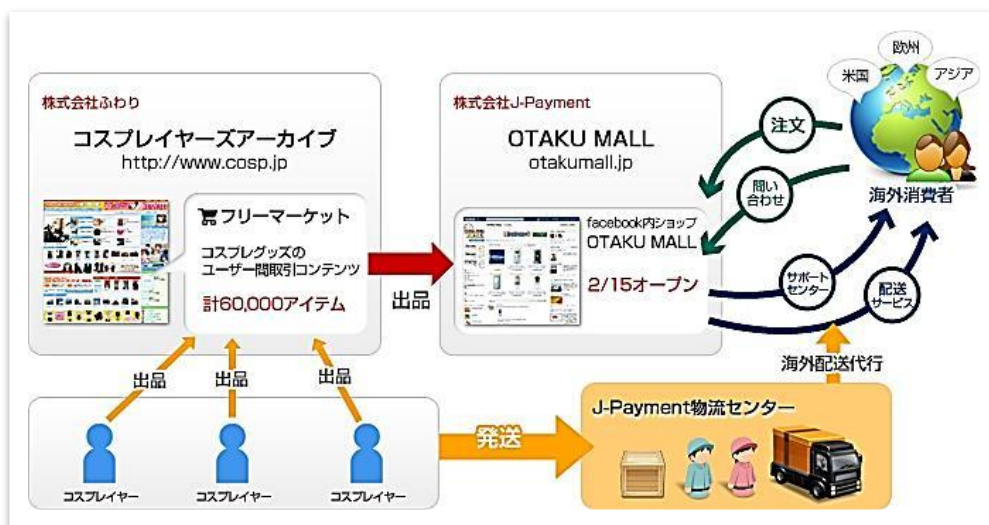 欧州
米国
アジア
株式会社ふわり
コスプレイヤーズアーカイブ
http://www.cosp.jp
フリーマーケット
コスプレグッズの
ユーザー間取引コンテンツ
計60,000アイテム
出品
株式会社J-Payment
OTAKU MALL
otakumall.jp
facebook内ショップ
OTAKU MALL
2/15オープン
注文
問い
合わせ
海外消費者
サポート
センター
配送
サービス
海外配送代行
出品
出品
出品
コスプレイヤー
コスプレイヤー
コスプレイヤー
発送
J-Payment物流センター